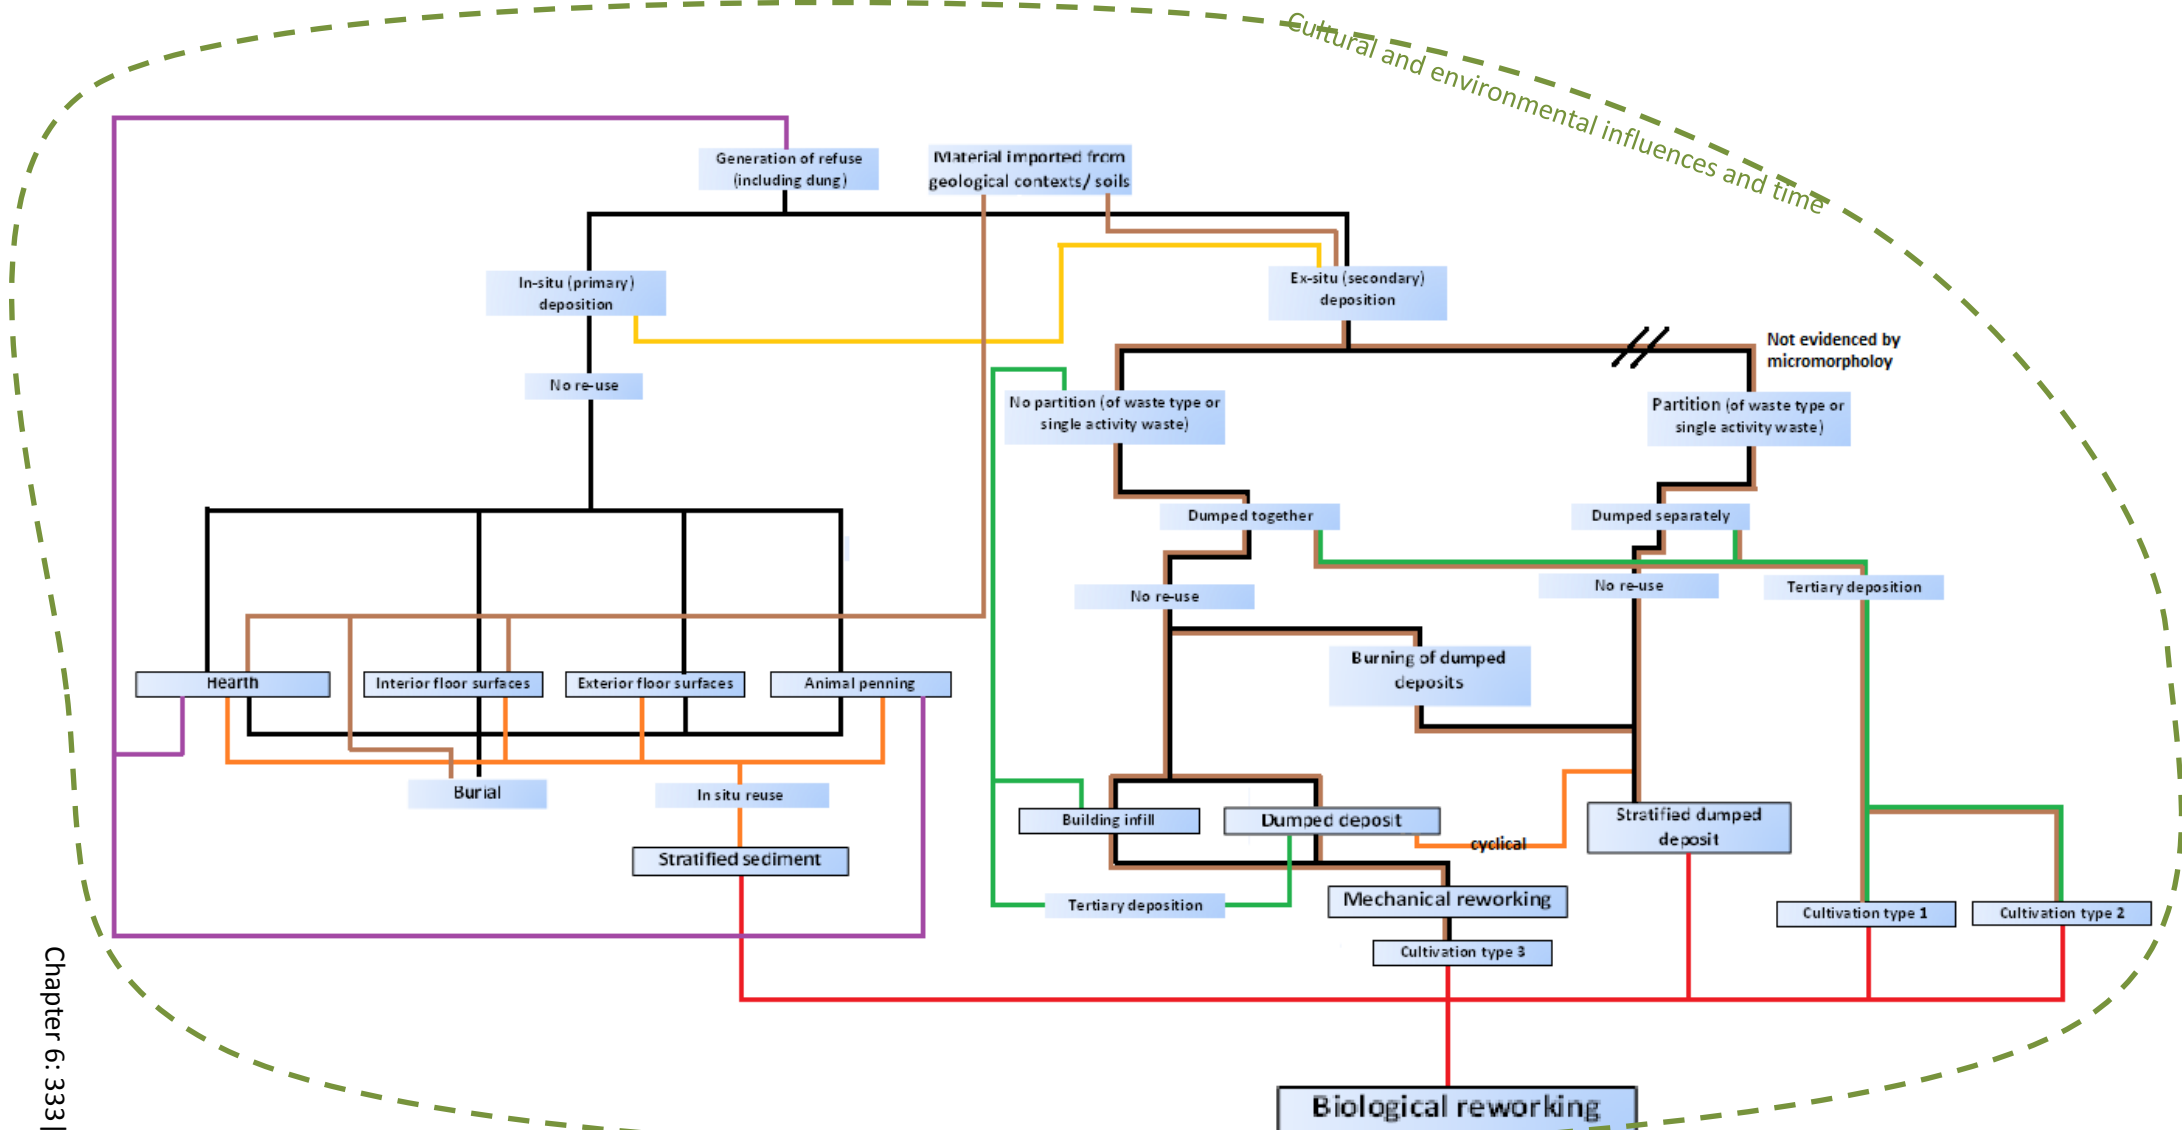 Cultural and environmental influences and time
Generation of refuse
(including dung)
Material imported from
geological contexts/ soils
In-situ (primary)
deposition
Ex-situ (secondary)
deposition
Not evidenced by
micromorpholoy
No re-use
No partition (of waste type or
single activity waste)
Partition (of waste type or
single activity waste)
Dumped together
Dumped separately
No re-use
No re-use
Tertiary deposition
Burning of dumped
deposits
Hearth
Interior floor surfaces
Exterior floor surfaces
Animal penning
Burial
In situ reuse
Building infill
Dumped deposit
cyclical
Stratified dumped
deposit
Stratified sediment
Tertiary deposition
Mechanical reworking
Cultivation type 1
Cultivation type 2
Cultivation type 3
Biological reworking
Chapter 6: 333 |